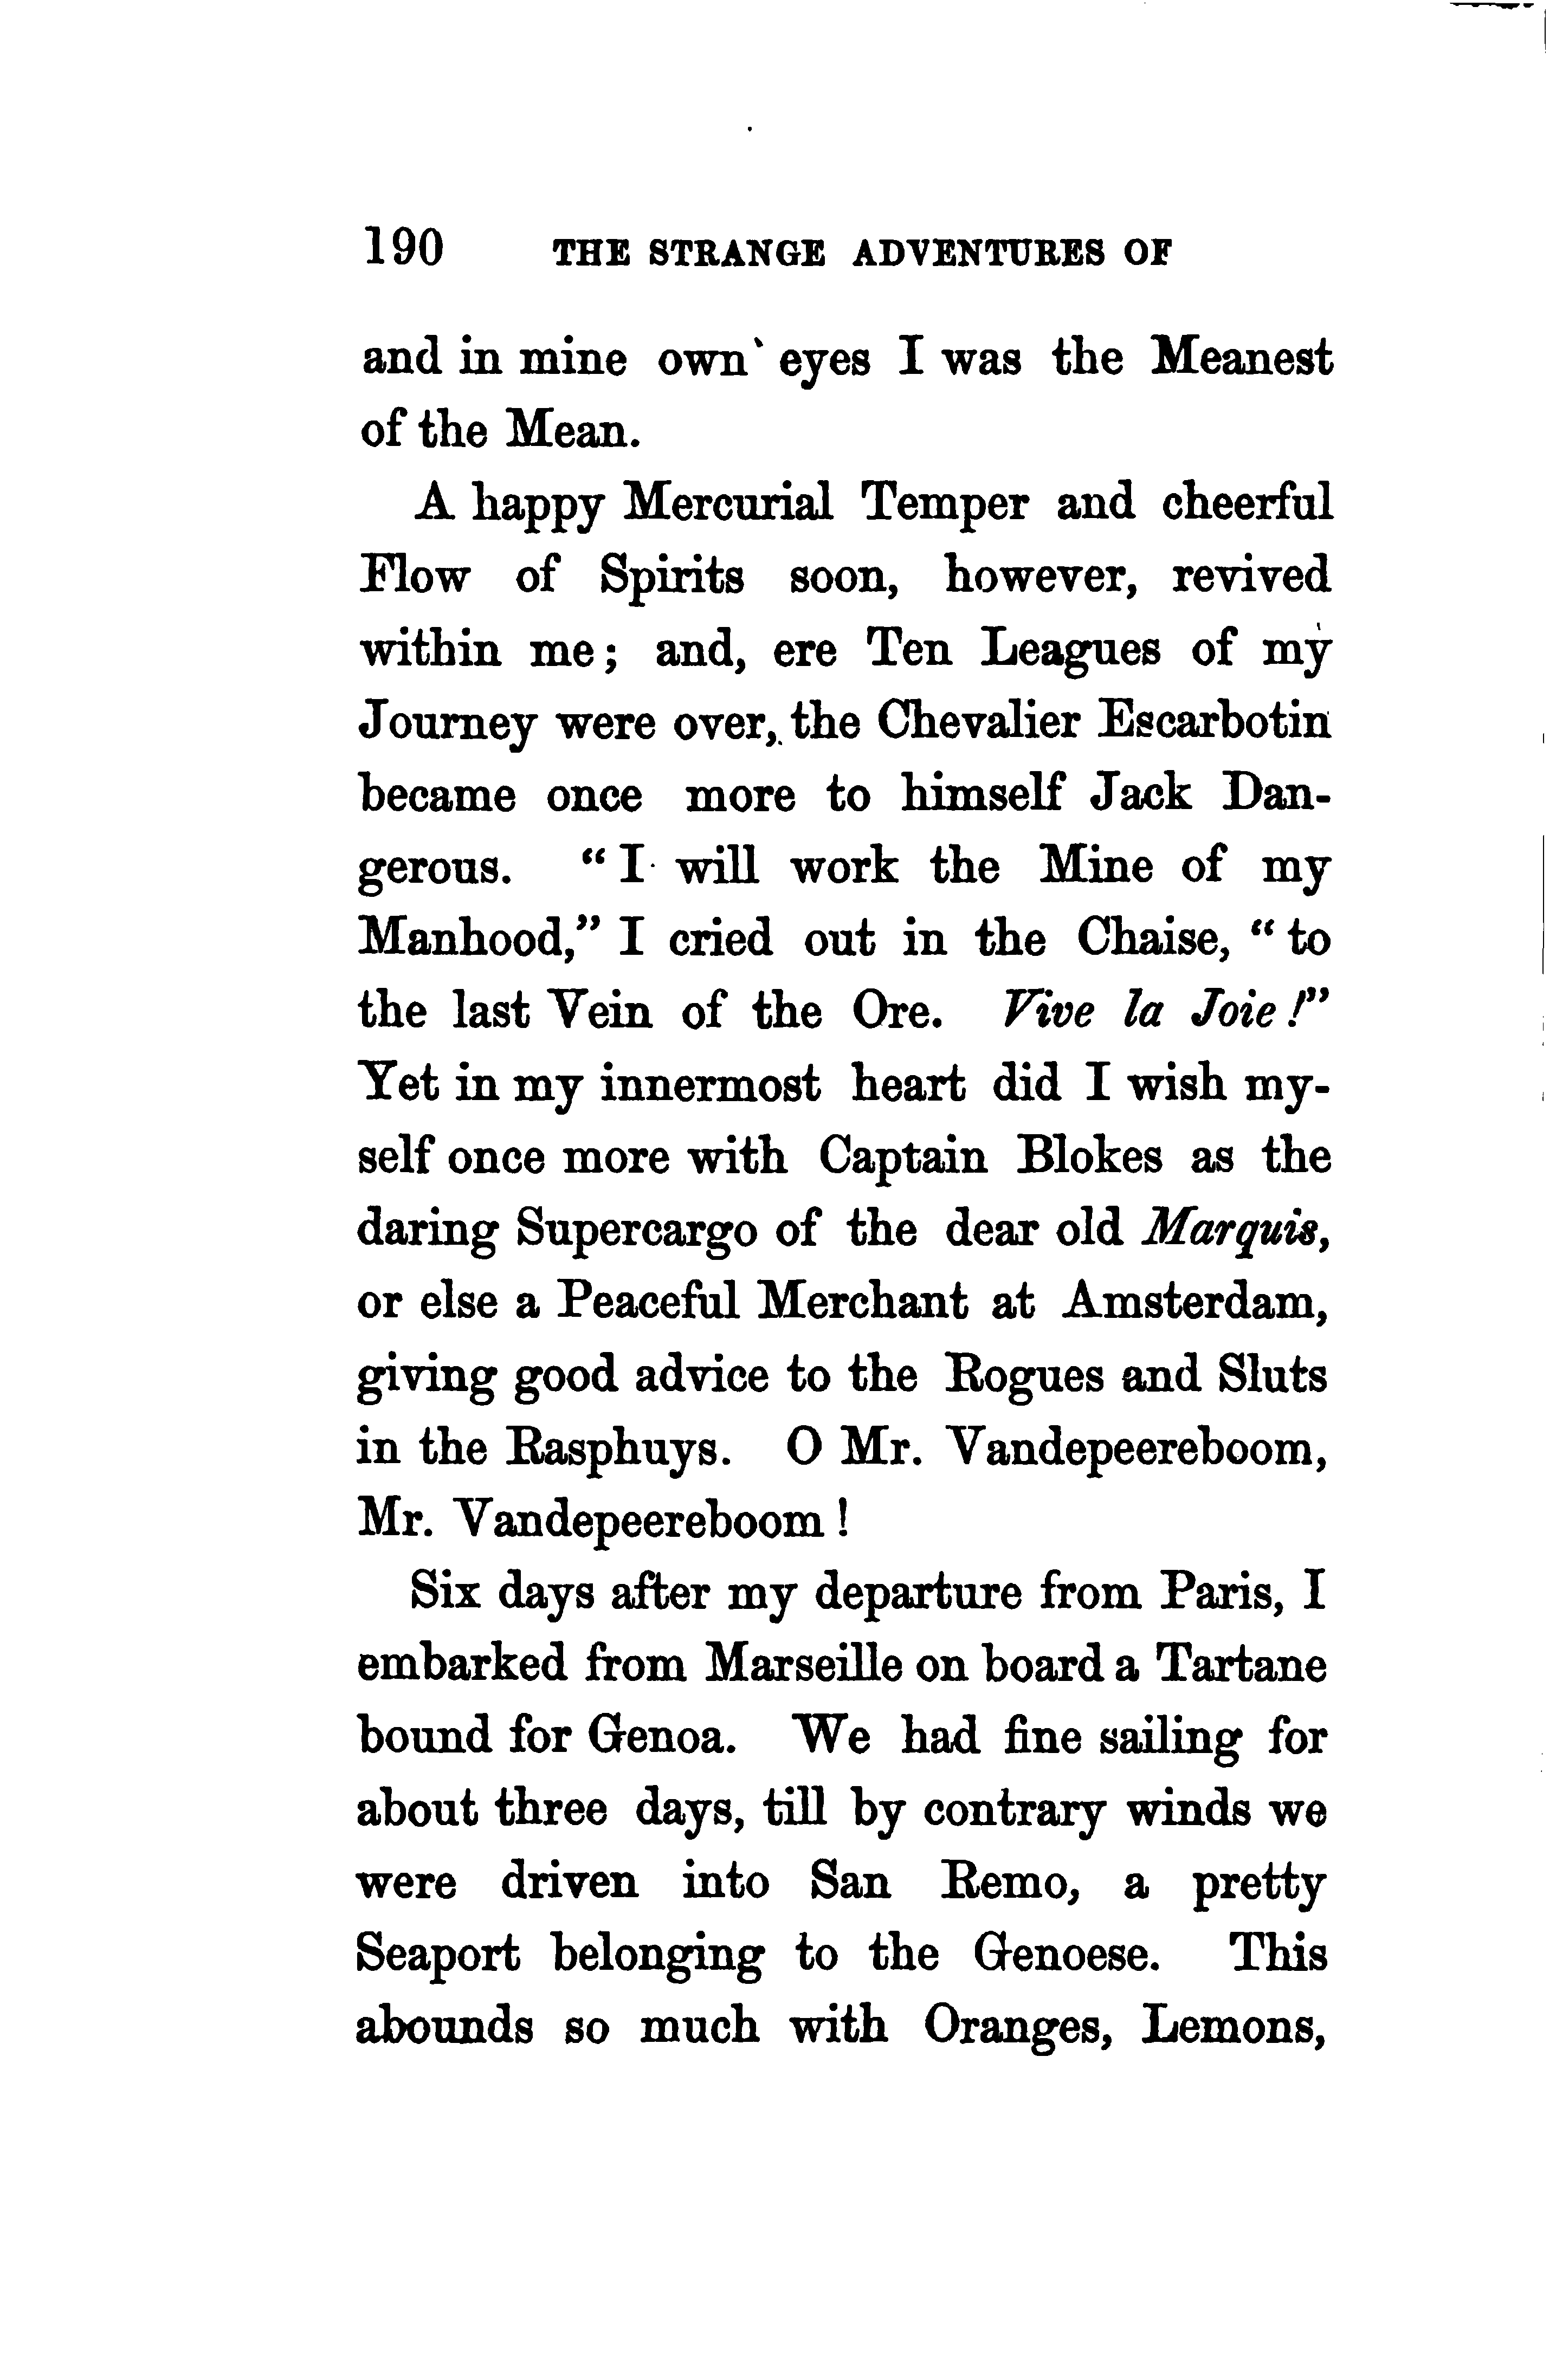 190 THE STRANGE ADVENTURES OF
and in mine own eyes I was the Meanest
of the Mean.
A happy Mercurial Temper and cheerful
Flow of Spirits soon, however, revived
within me; and, ere Ten Leagues of my
Journey were over, the Chevalier Escarbotin
became once more to himself Jack Dan-
gerous. "I will work the Mine of my
Manhood," I cried out in the Chaise, "to
the last Vein of the Ore. Vive la Joie!"
Yet in my innermost heart did I wish my-
self once more with Captain Blokes as the
daring Supercargo of the dear old Marquis,
or else a Peaceful Merchant at Amsterdam,
giving good advice to the Rogues and Sluts
in the Rasphuys. O Mr. Vandepeereboom,
Mr. Vandepeereboom!
Six days after my departure from Paris, I
embarked from Marseille on board a Tartane
bound for Genoa. We had fine sailing for
about three days, till by contrary winds we
were driven into San Remo, a pretty
Seaport belonging to the Genoese. This
abounds so much with Oranges, Lemons,